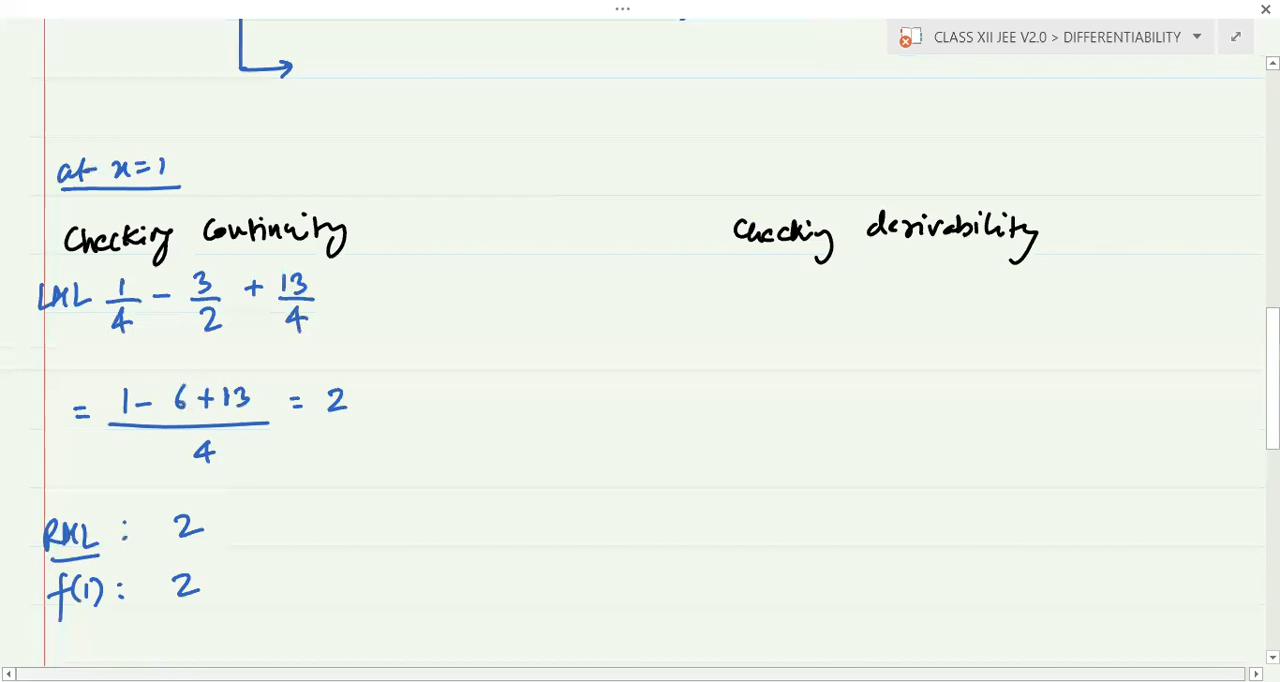 CLASS XII JEE V2.0 > DIFFERENTIABILITY
at x=1
Checking Continuity
Checking derivability
LHL 1/4 - 3/2 + 13/4
= (1 - 6 + 13)/4 = 2
RHL : 2
f(1) : 2